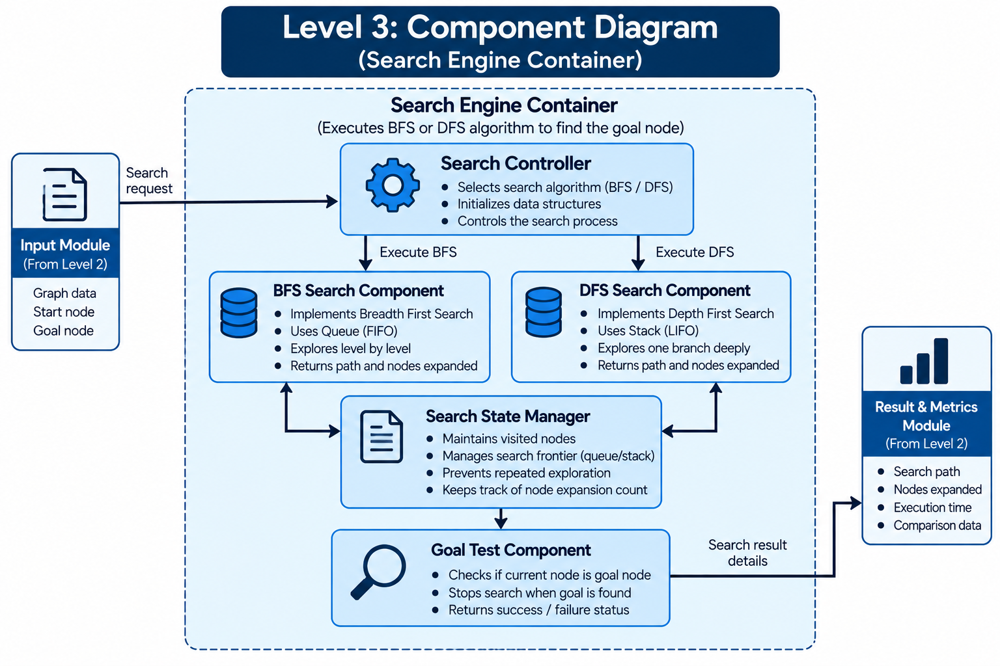 Level 3: Component Diagram
(Search Engine Container)
Search Engine Container
(Executes BFS or DFS algorithm to find the goal node)
Search
request
Input Module
(From Level 2)
Graph data
Start node
Goal node
Search Controller
• Selects search algorithm (BFS / DFS)
• Initializes data structures
• Controls the search process
Execute BFS
Execute DFS
BFS Search Component
• Implements Breadth First Search
• Uses Queue (FIFO)
• Explores level by level
• Returns path and nodes expanded
DFS Search Component
• Implements Depth First Search
• Uses Stack (LIFO)
• Explores one branch deeply
• Returns path and nodes expanded
Search State Manager
• Maintains visited nodes
• Manages search frontier (queue/stack)
• Prevents repeated exploration
• Keeps track of node expansion count
Goal Test Component
• Checks if current node is goal node
• Stops search when goal is found
• Returns success / failure status
Search result
details
Result & Metrics
Module
(From Level 2)
• Search path
• Nodes expanded
• Execution time
• Comparison data